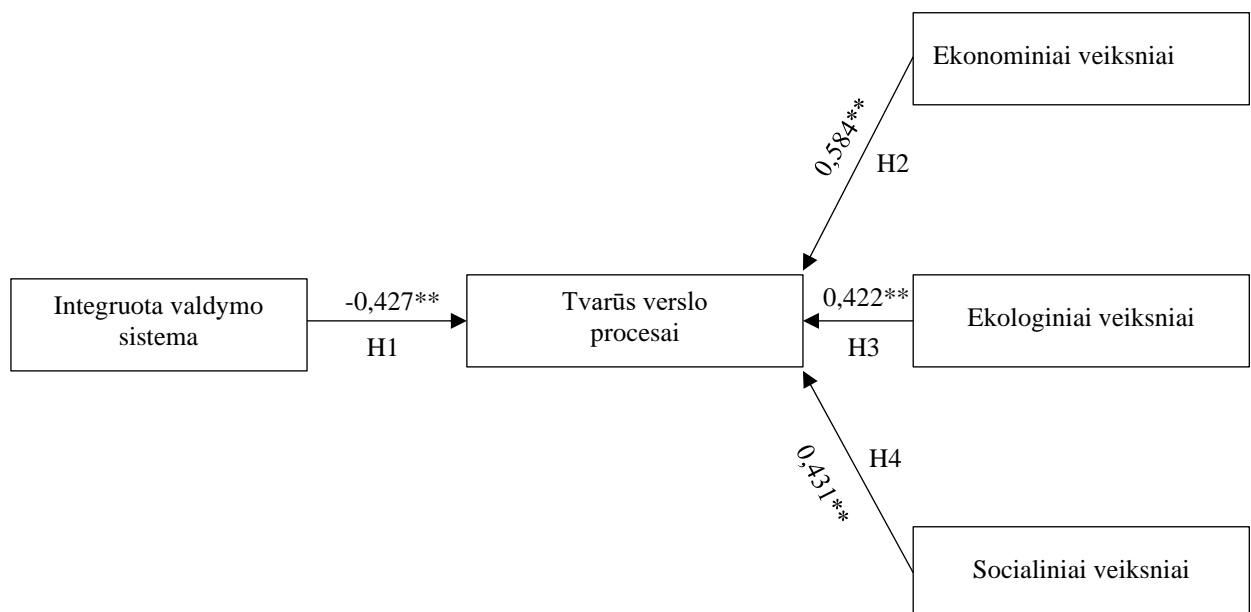 Ekonominiai veiksniai
0,584**
H2
Integruota valdymo
sistema
-0,427**
H1
Tvarūs verslo
procesai
0,422**
H3
Ekologiniai veiksniai
H4
0,431**
Socialiniai veiksniai